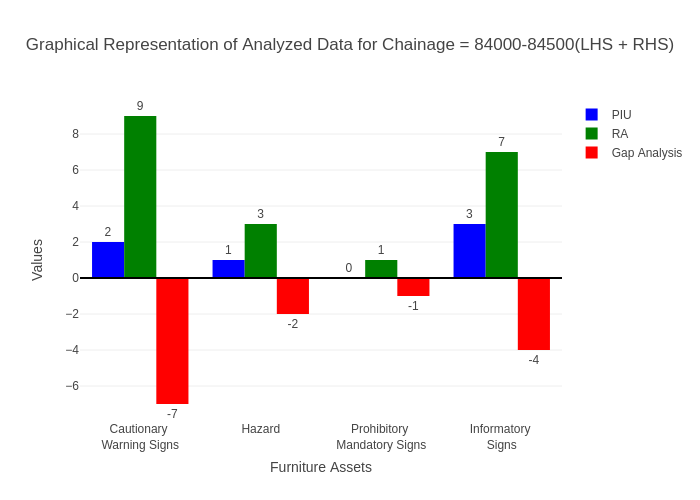 Graphical Representation of Analyzed Data for Chainage = 84000-84500(LHS + RHS)
PIU
RA
Gap Analysis
Values
8
6
4
2
0
−2
−4
−6
2
9
-7
1
3
-2
0
1
-1
3
7
-4
Cautionary
Warning Signs
Hazard
Prohibitory
Mandatory Signs
Informatory
Signs
Furniture Assets